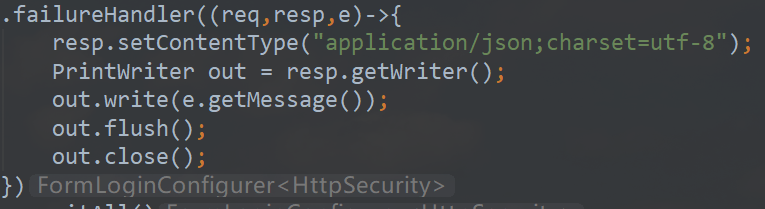 .failureHandler((req,resp,e)->{
resp.setContentType("application/json;charset=utf-8");
PrintWriter out = resp.getWriter();
out.write(e.getMessage());
out.flush();
out.close();
}) FormLoginConfigurer<HttpSecurity>